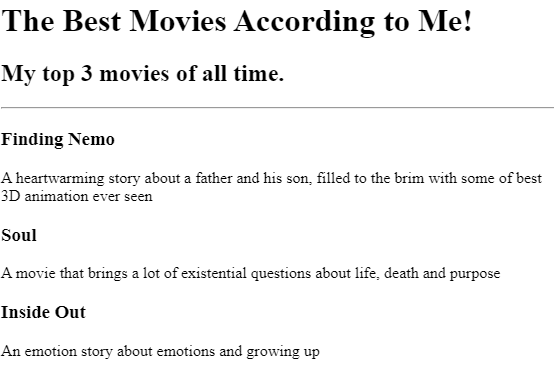 The Best Movies According to Me!
My top 3 movies of all time.
Finding Nemo
A heartwarming story about a father and his son, filled to the brim with some of best
3D animation ever seen
Soul
A movie that brings a lot of existential questions about life, death and purpose
Inside Out
An emotion story about emotions and growing up